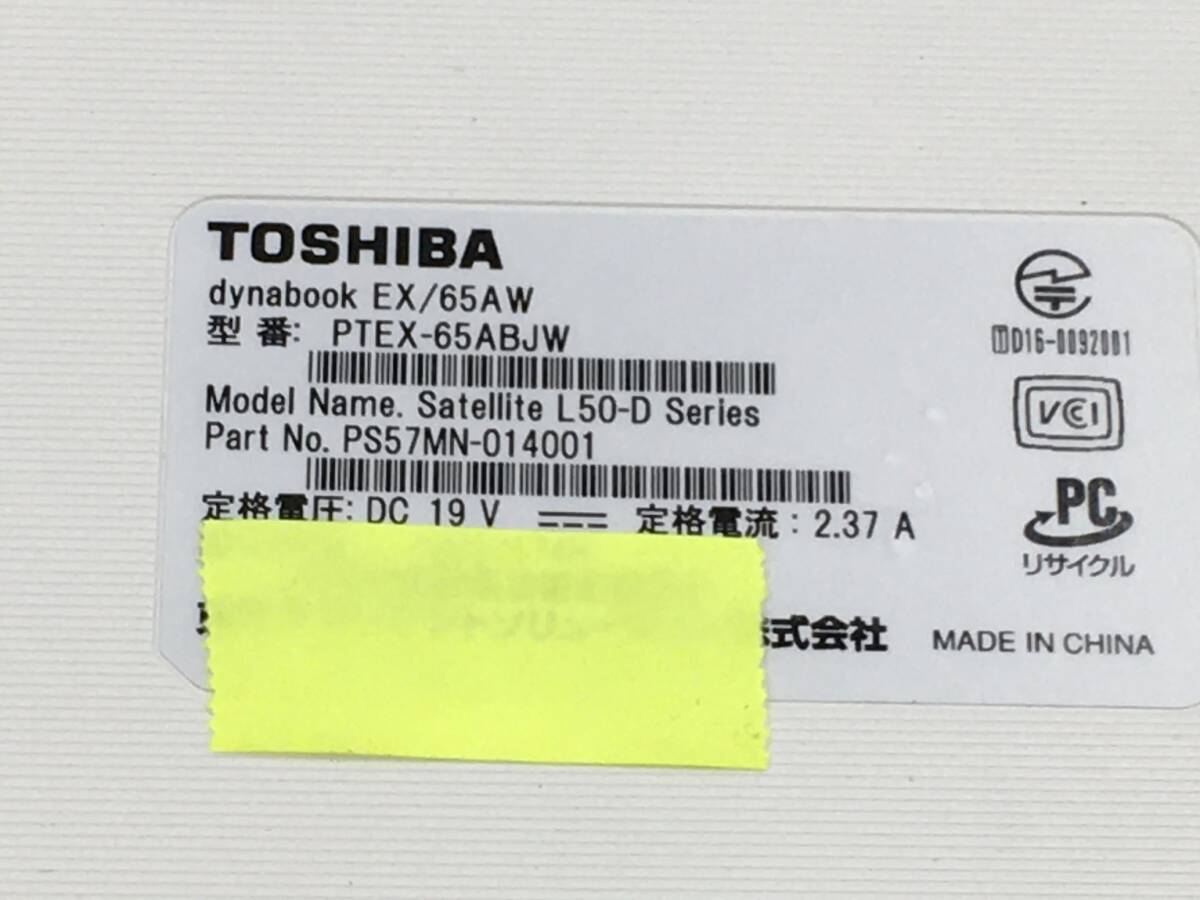 TOSHIBA
dynabook EX/65AW
型 番: PTEX-65ABJW
Model Name. Satellite L50-D Series
Part No. PS57MN-014001
定格電圧: DC 19 V 定格電流 : 2.37 A
式会社
MADE IN CHINA
T D16-0092001
VCCI
PC
リサイクル